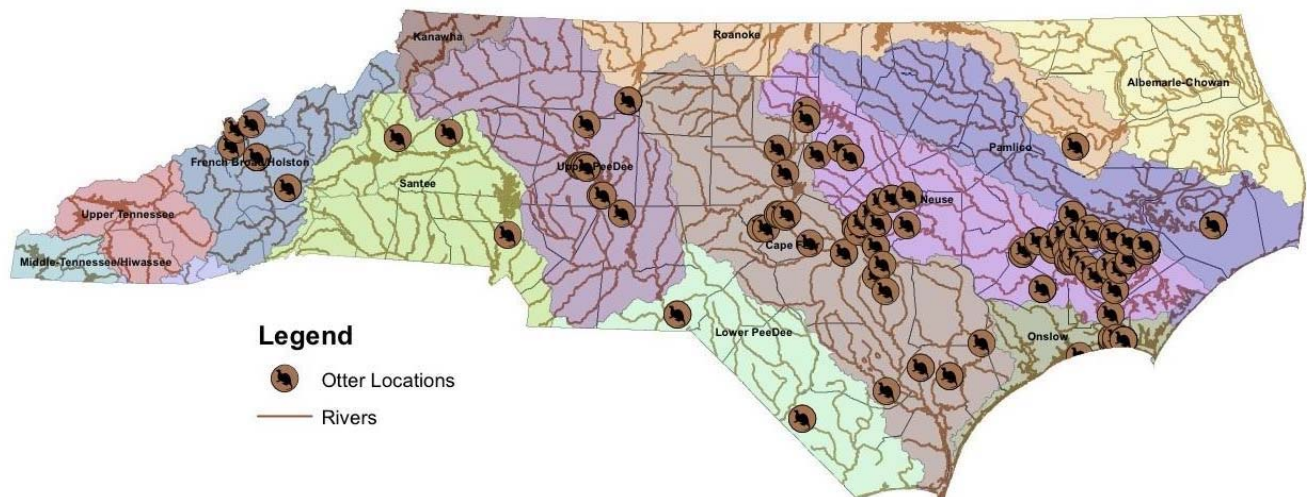 Kanawha
Roanoke
Albemarle-Chowan
Pamlico
French Broad/Holston
Upper PeeDee
Santee
Neuse
Upper Tennessee
Cape
Middle-Tennessee/Hiwassee
Lower PeeDee
Onslow
Legend
Otter Locations
Rivers